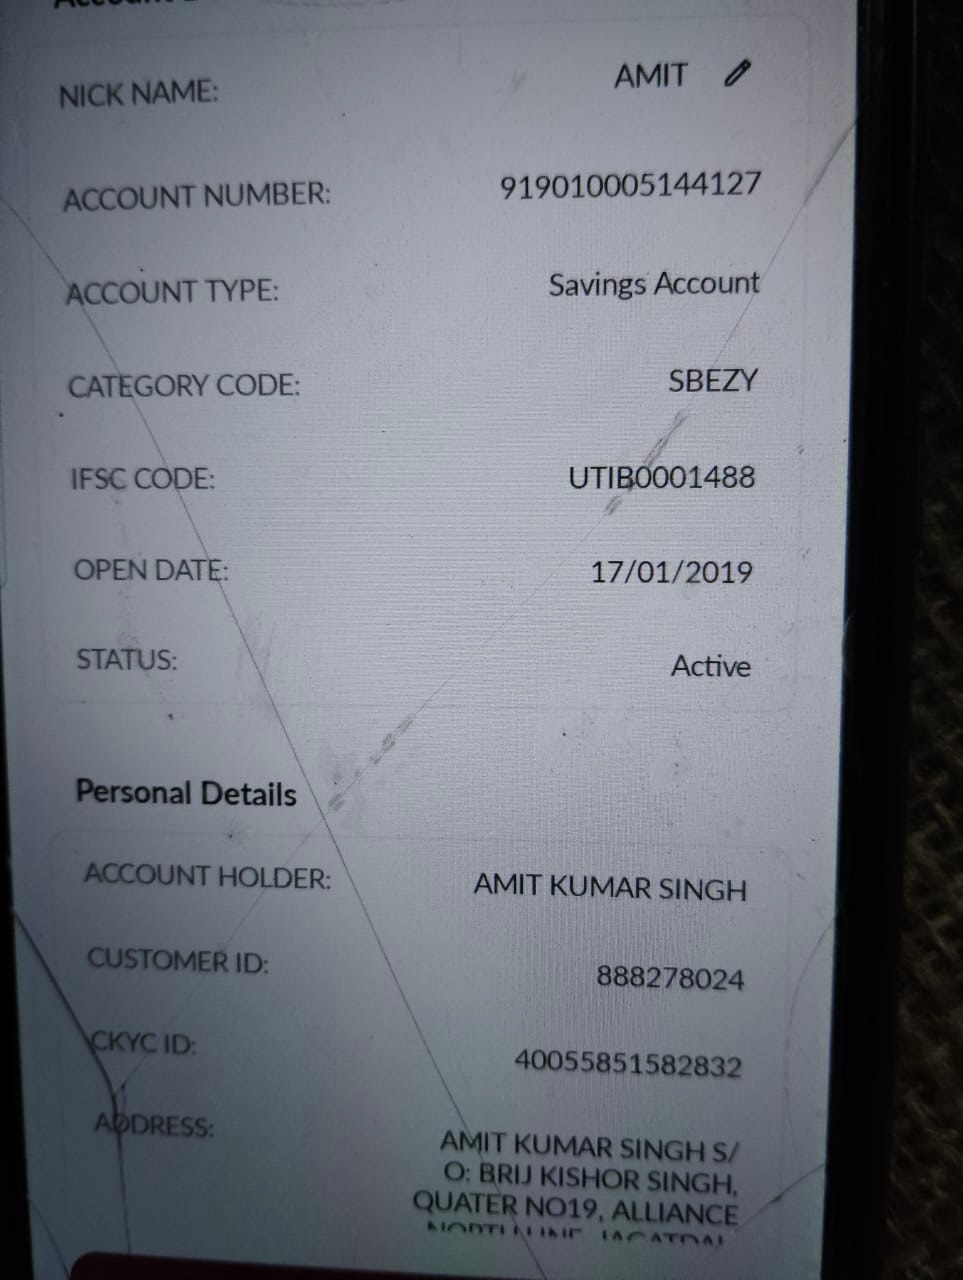 NICK NAME: AMIT
ACCOUNT NUMBER: 919010005144127
ACCOUNT TYPE: Savings Account
CATEGORY CODE: SBEZY
IFSC CODE: UTIB0001488
OPEN DATE: 17/01/2019
STATUS: Active
Personal Details
ACCOUNT HOLDER: AMIT KUMAR SINGH
CUSTOMER ID: 888278024
CKYC ID: 40055851582832
ADDRESS: AMIT KUMAR SINGH S/
O: BRIJ KISHOR SINGH,
QUATER NO19, ALLIANCE